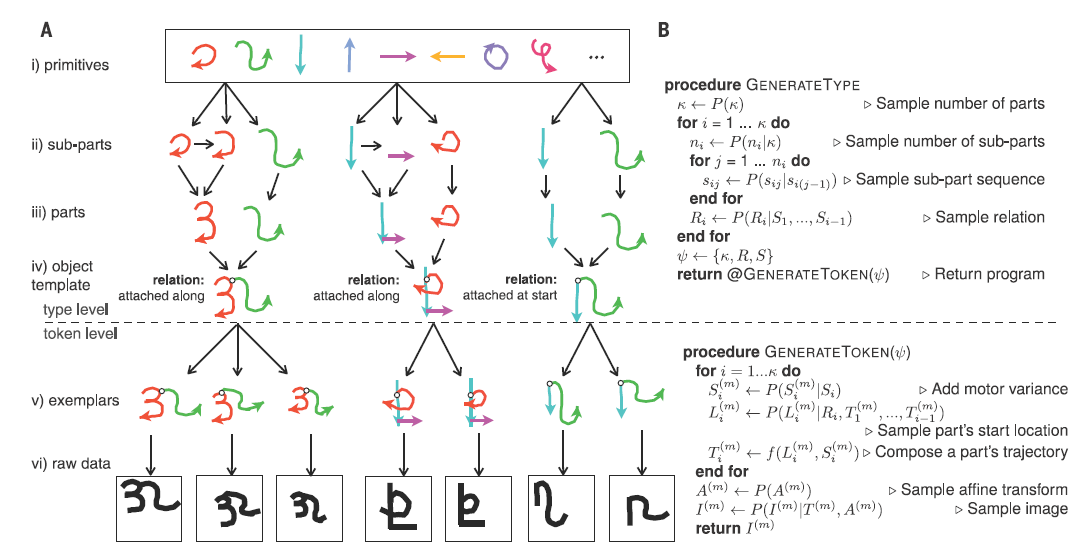 A
i) primitives
...
ii) sub-parts
iii) parts
iv) object
template
relation:
attached along
relation:
attached along
relation:
attached at start
type level
token level
v) exemplars
vi) raw data
B
procedure GENERATETYPE
κ ← P(κ) ▷ Sample number of parts
for i = 1 ... κ do
nᵢ ← P(nᵢ|κ) ▷ Sample number of sub-parts
for j = 1 ... nᵢ do
sᵢⱼ ← P(sᵢⱼ|sᵢ₍ⱼ₋₁₎) ▷ Sample sub-part sequence
end for
Rᵢ ← P(Rᵢ|S₁, ..., Sᵢ₋₁) ▷ Sample relation
end for
ψ ← {κ, R, S}
return @GENERATETOKEN(ψ) ▷ Return program
procedure GENERATETOKEN(ψ)
for i = 1...κ do
Sᵢ⁽ᵐ⁾ ← P(Sᵢ⁽ᵐ⁾|Sᵢ) ▷ Add motor variance
Lᵢ⁽ᵐ⁾ ← P(Lᵢ⁽ᵐ⁾|Rᵢ, T₁⁽ᵐ⁾, ..., Tᵢ₋₁⁽ᵐ⁾)
▷ Sample part's start location
Tᵢ⁽ᵐ⁾ ← f(Lᵢ⁽ᵐ⁾, Sᵢ⁽ᵐ⁾) ▷ Compose a part's trajectory
end for
A⁽ᵐ⁾ ← P(A⁽ᵐ⁾) ▷ Sample affine transform
I⁽ᵐ⁾ ← P(I⁽ᵐ⁾|T⁽ᵐ⁾, A⁽ᵐ⁾) ▷ Sample image
return I⁽ᵐ⁾